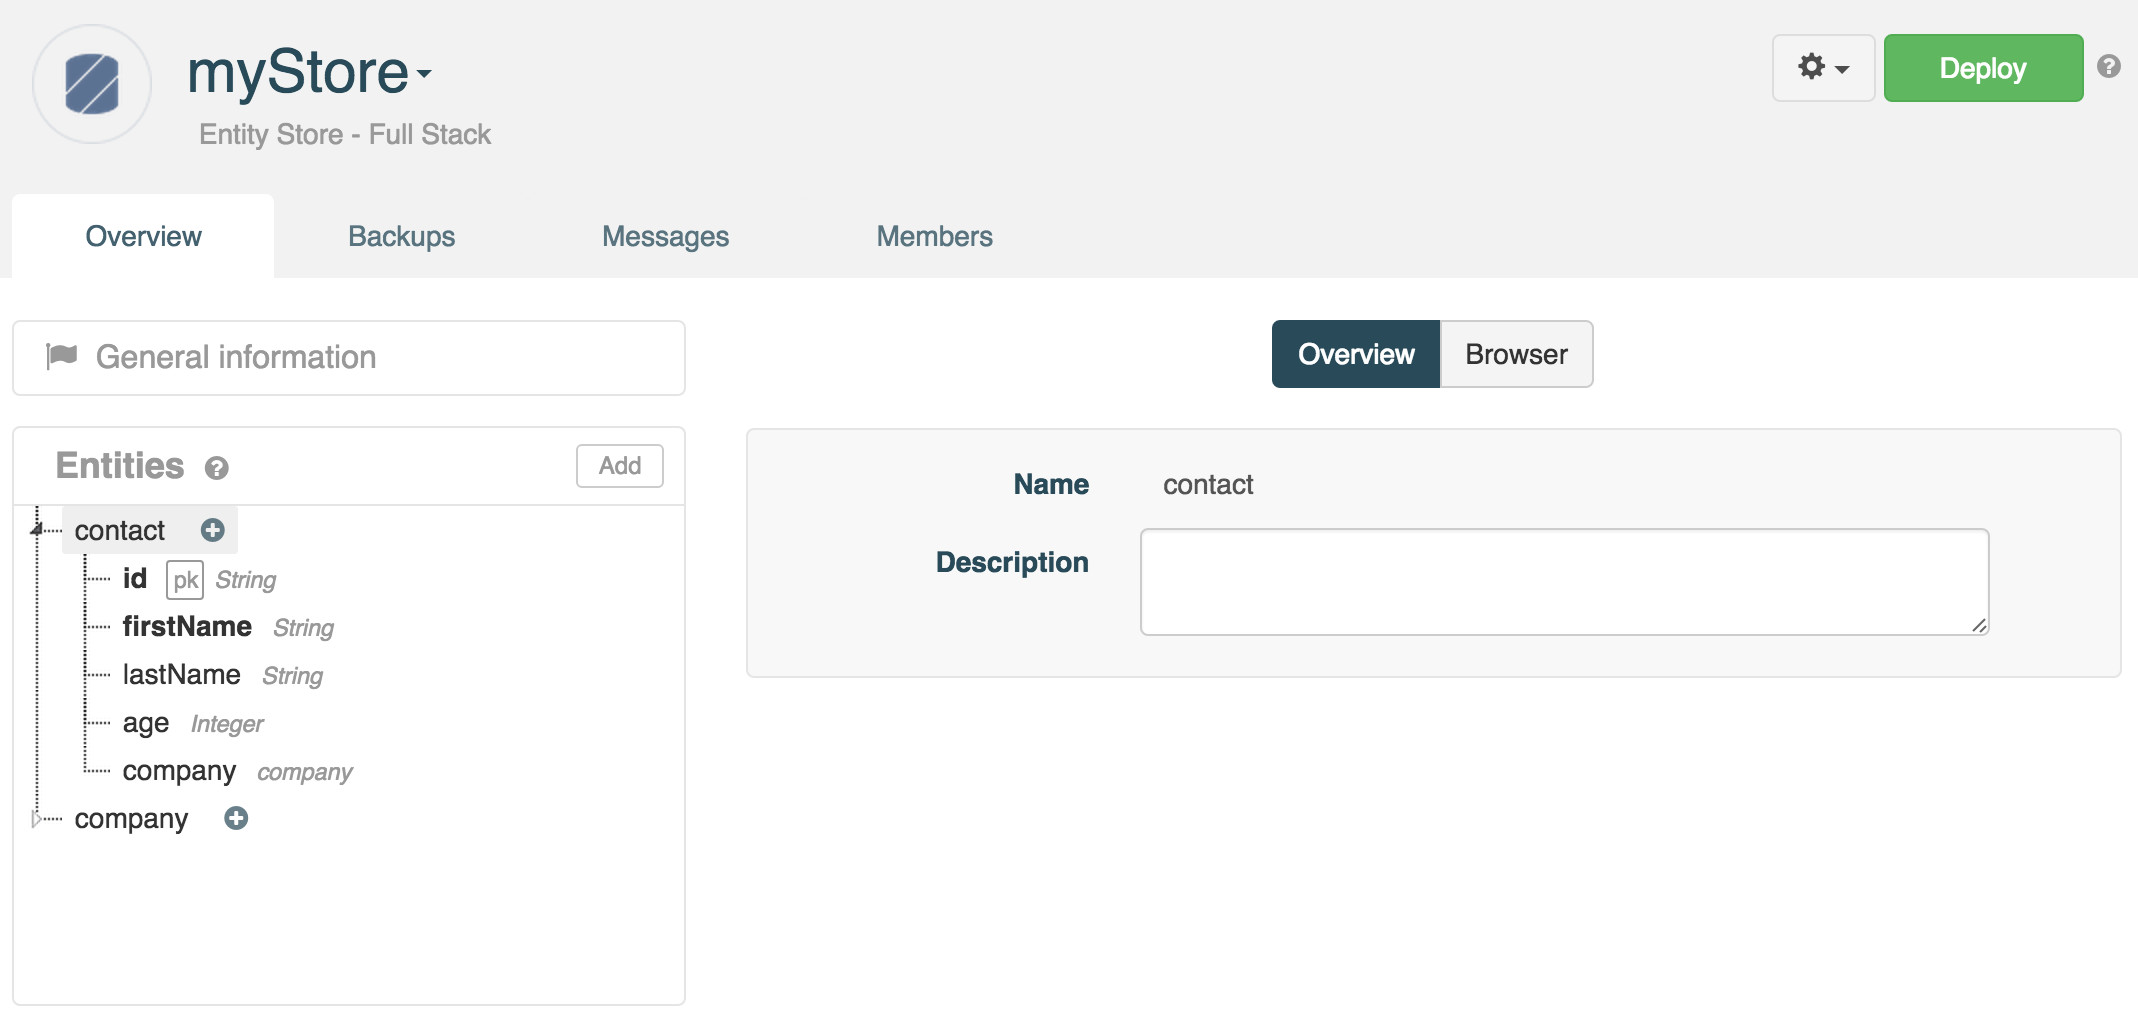 myStore
Deploy
Entity Store - Full Stack
Overview Backups Messages Members
General information
Overview Browser
Entities Add
Name contact
Description
contact
id pk String
firstName String
lastName String
age Integer
company company
company